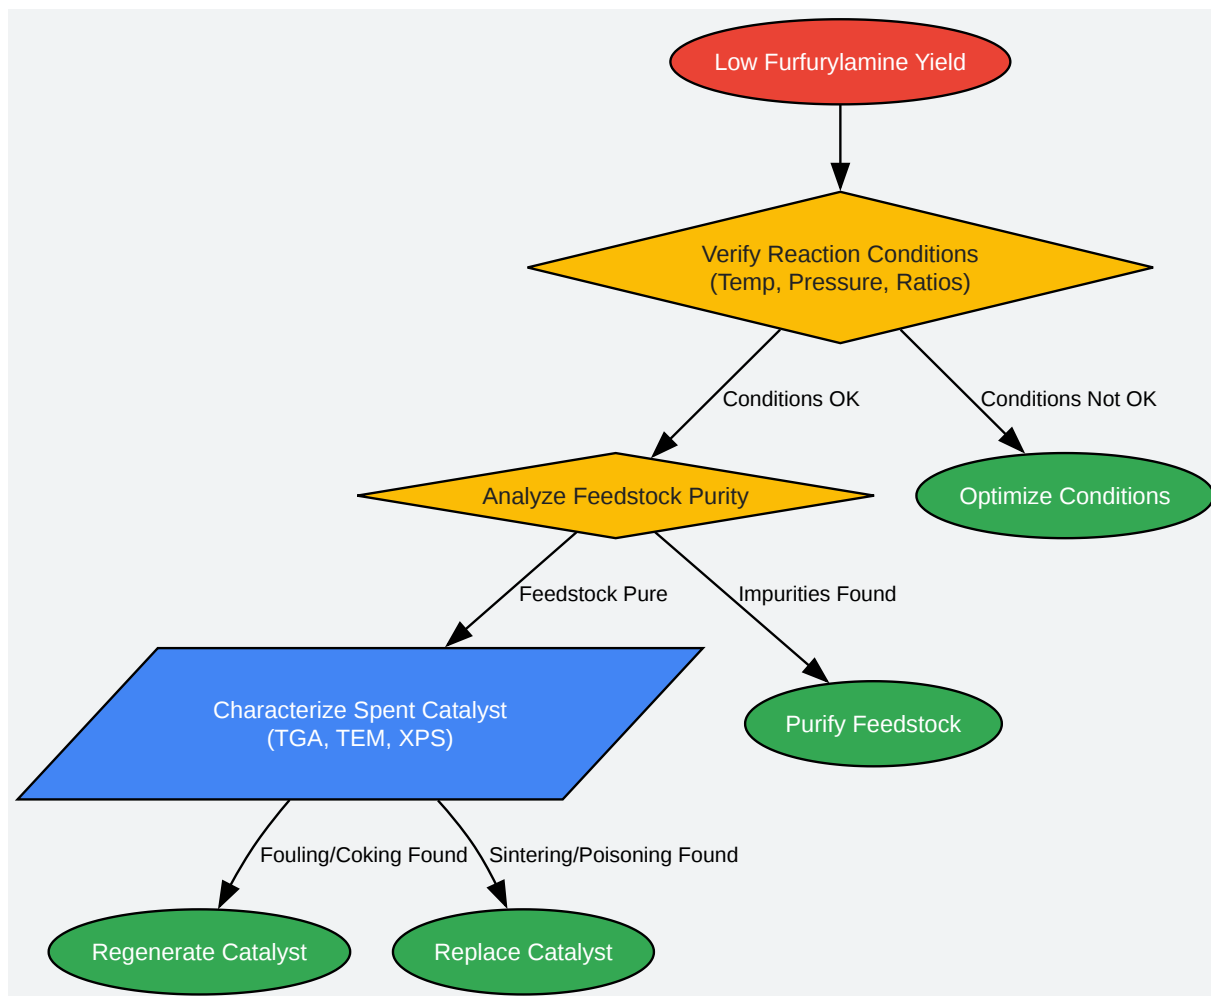 Low Furfurylamine Yield
Verify Reaction Conditions
(Temp, Pressure, Ratios)
Conditions OK
Conditions Not OK
Analyze Feedstock Purity
Optimize Conditions
Feedstock Pure
Impurities Found
Characterize Spent Catalyst
(TGA, TEM, XPS)
Purify Feedstock
Fouling/Coking Found
Sintering/Poisoning Found
Regenerate Catalyst
Replace Catalyst